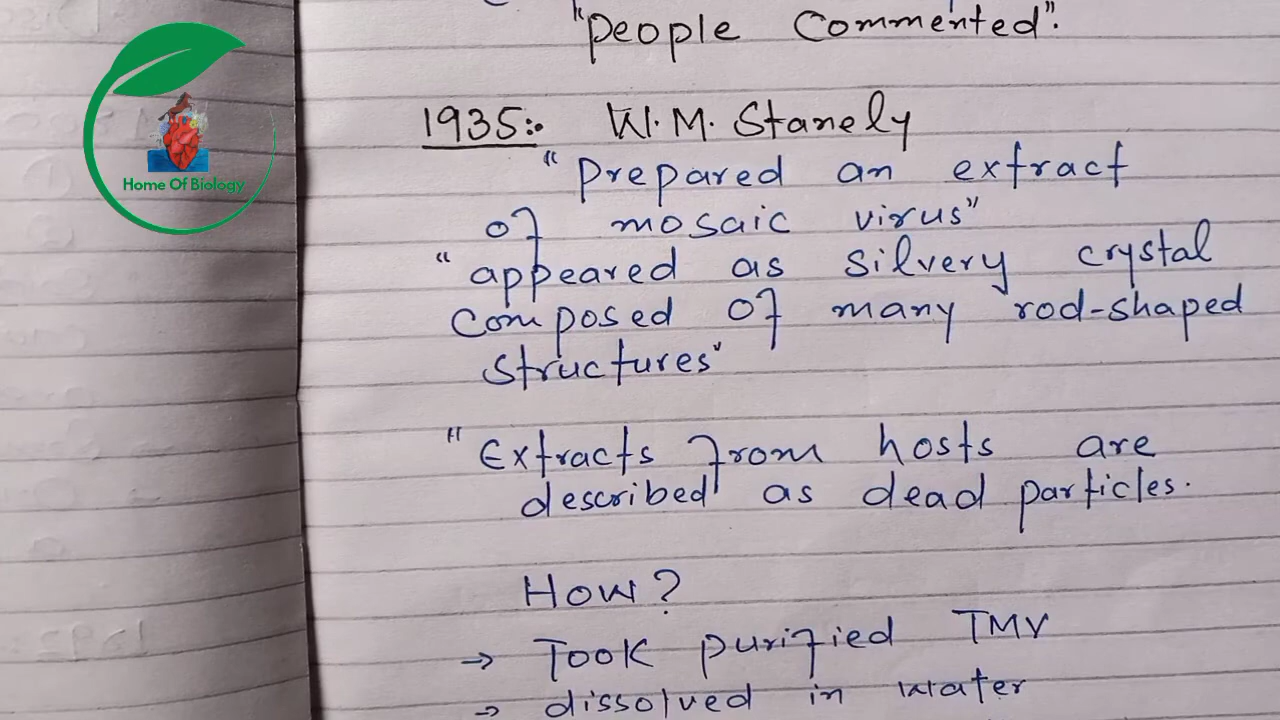 "People Commented".
1935:- W.M. Stanely
"Prepared an extract
of mosaic virus"
"appeared as silvery crystal
Composed of many rod-shaped
structures"
"Extracts from hosts are
described as dead particles.
How?
→ Took purified TMV
→ dissolved in water
Home Of Biology